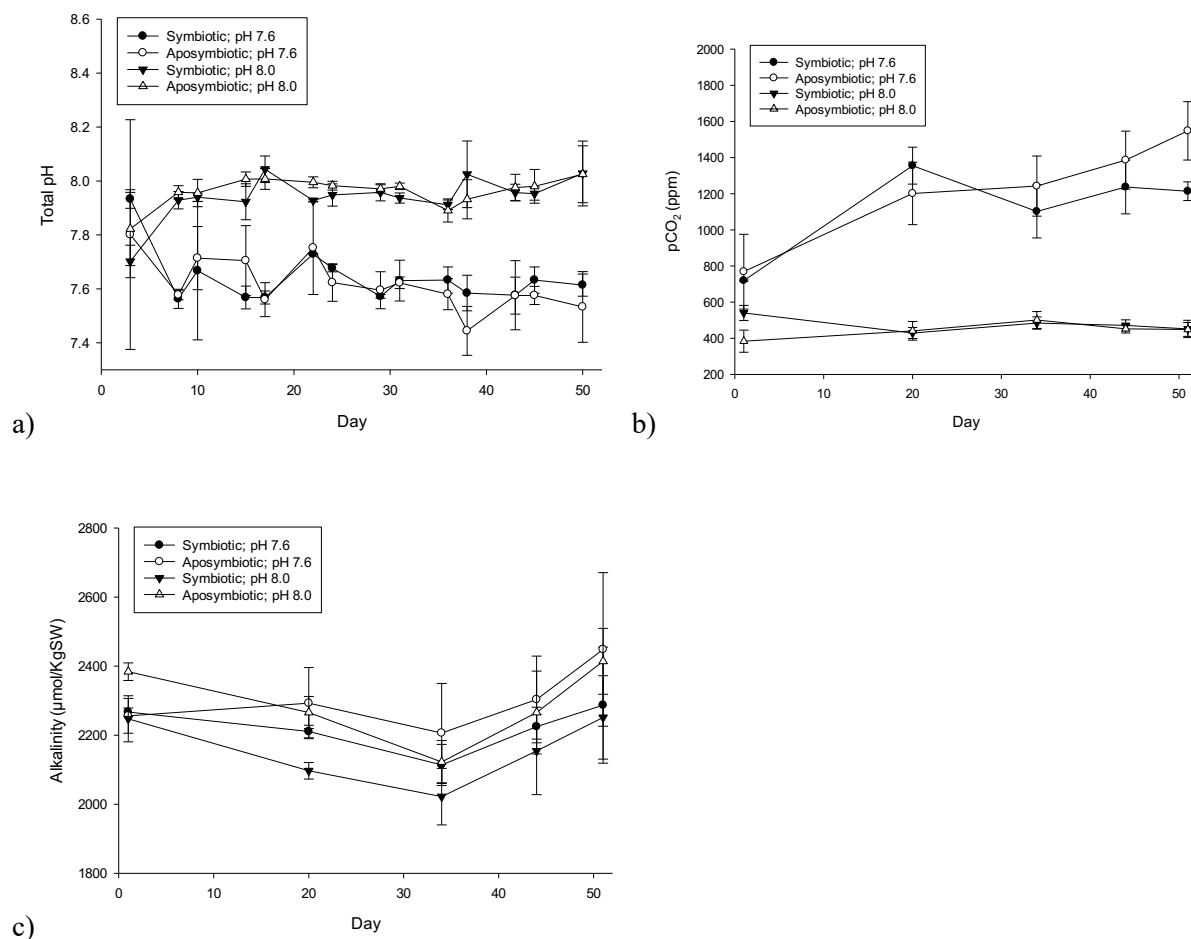 8.6
8.4
8.2
8.0
7.8
7.6
7.4
Total pH
Symbiotic; pH 7.6
Aposymbiotic; pH 7.6
Symbiotic; pH 8.0
Aposymbiotic; pH 8.0
0 10 20 30 40 50
Day
a)
2000
1800
1600
1400
1200
1000
800
600
400
200
pCO₂ (ppm)
Symbiotic; pH 7.6
Aposymbiotic; pH 7.6
Symbiotic; pH 8.0
Aposymbiotic; pH 8.0
0 10 20 30 40 50
Day
b)
2800
2600
2400
2200
2000
1800
Alkalinity (µmol/KgSW)
Symbiotic; pH 7.6
Aposymbiotic; pH 7.6
Symbiotic; pH 8.0
Aposymbiotic; pH 8.0
0 10 20 30 40 50
Day
c)